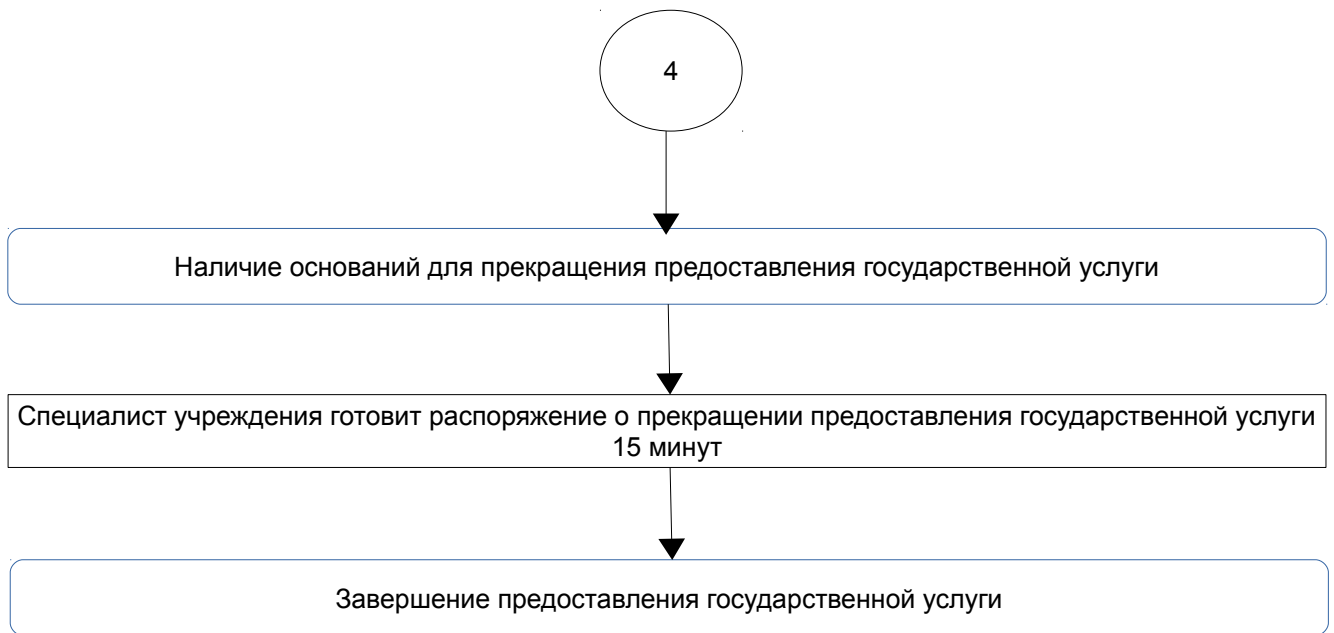 4
Наличие оснований для прекращения предоставления государственной услуги
Специалист учреждения готовит распоряжение о прекращении предоставления государственной услуги
15 минут
Завершение предоставления государственной услуги